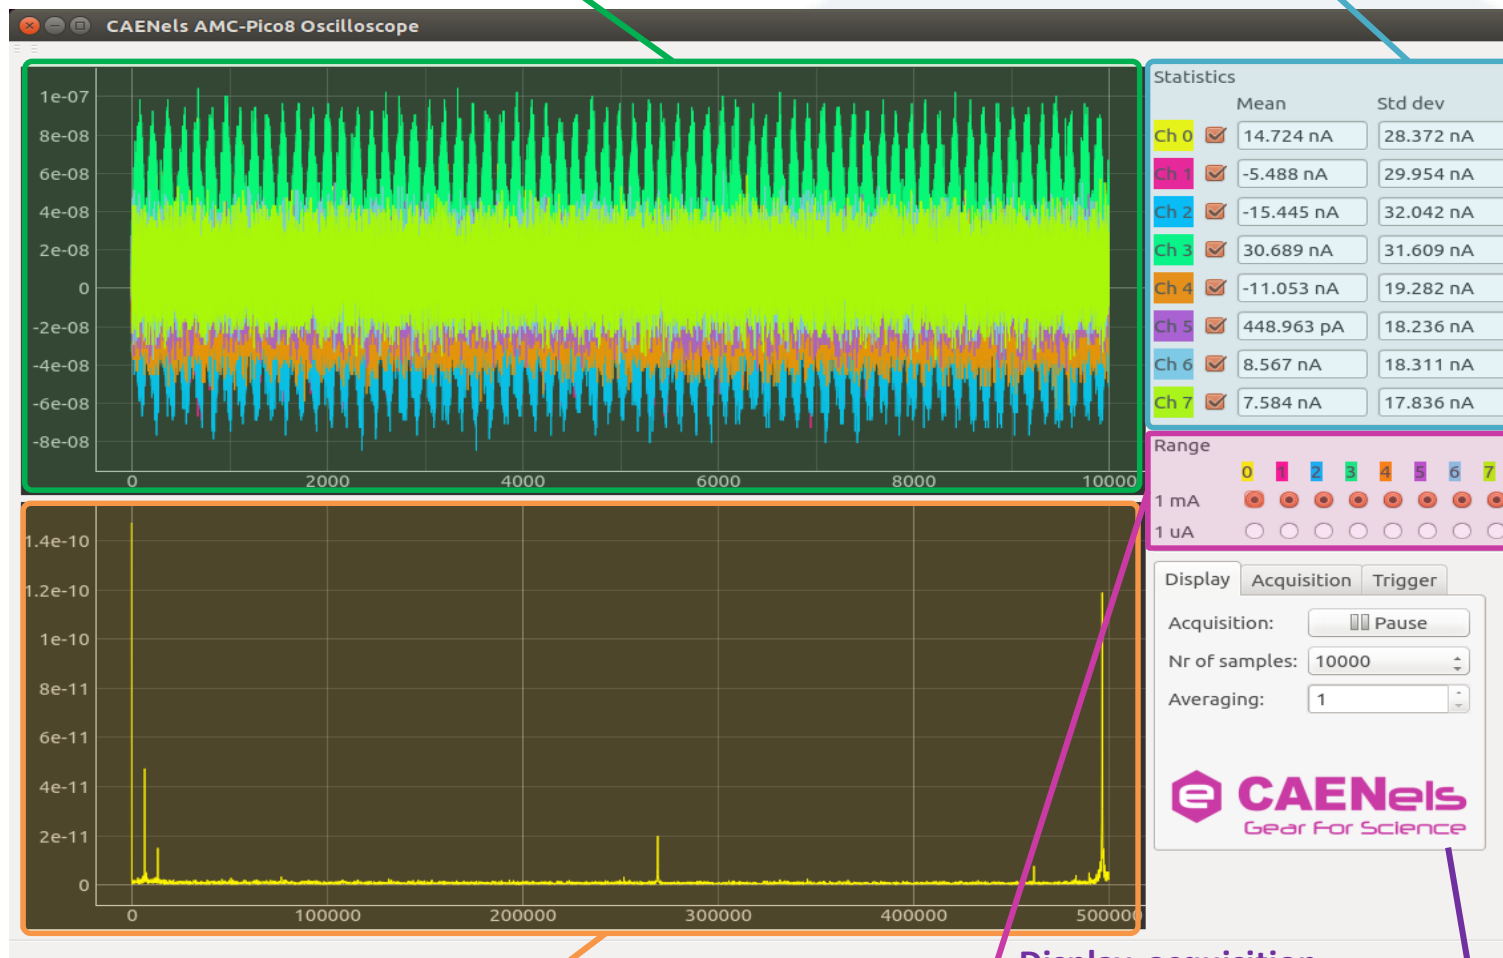 CAENels AMC-Pico8 Oscilloscope
1e-07
8e-08
6e-08
4e-08
2e-08
0
-2e-08
-4e-08
-6e-08
-8e-08
0 2000 4000 6000 8000 10000
Statistics
Mean Std dev
Ch 0 14.724 nA 28.372 nA
Ch 1 -5.488 nA 29.954 nA
Ch 2 -15.445 nA 32.042 nA
Ch 3 30.689 nA 31.609 nA
Ch 4 -11.053 nA 19.282 nA
Ch 5 448.963 pA 18.236 nA
Ch 6 8.567 nA 18.311 nA
Ch 7 7.584 nA 17.836 nA
Range
0 1 2 3 4 5 6 7
1 mA
1 uA
1.4e-10
1.2e-10
1e-10
8e-11
6e-11
4e-11
2e-11
0
0 100000 200000 300000 400000 500000
Display Acquisition Trigger
Acquisition: Pause
Nr of samples: 10000
Averaging: 1
CAENels
Gear For Science
Display, acquisition